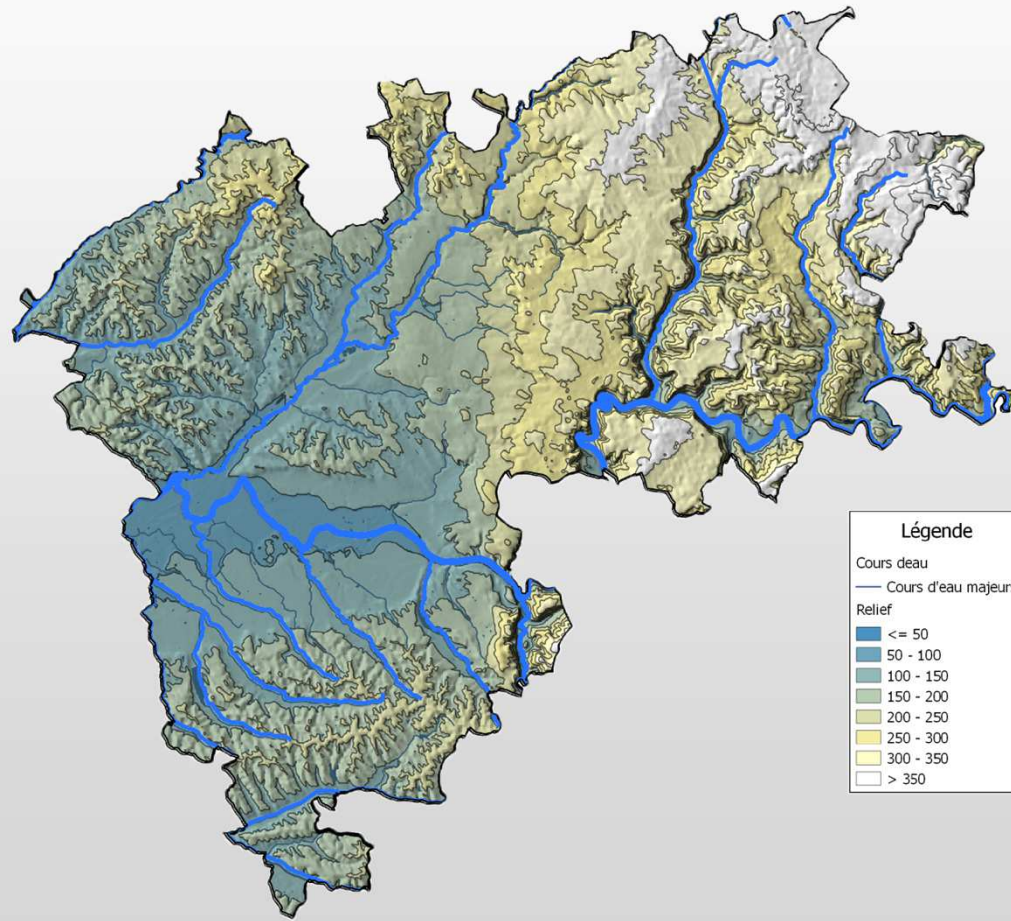 Légende
Cours deau
Cours d'eau majeurs
Relief
<= 50
50 - 100
100 - 150
150 - 200
200 - 250
250 - 300
300 - 350
> 350